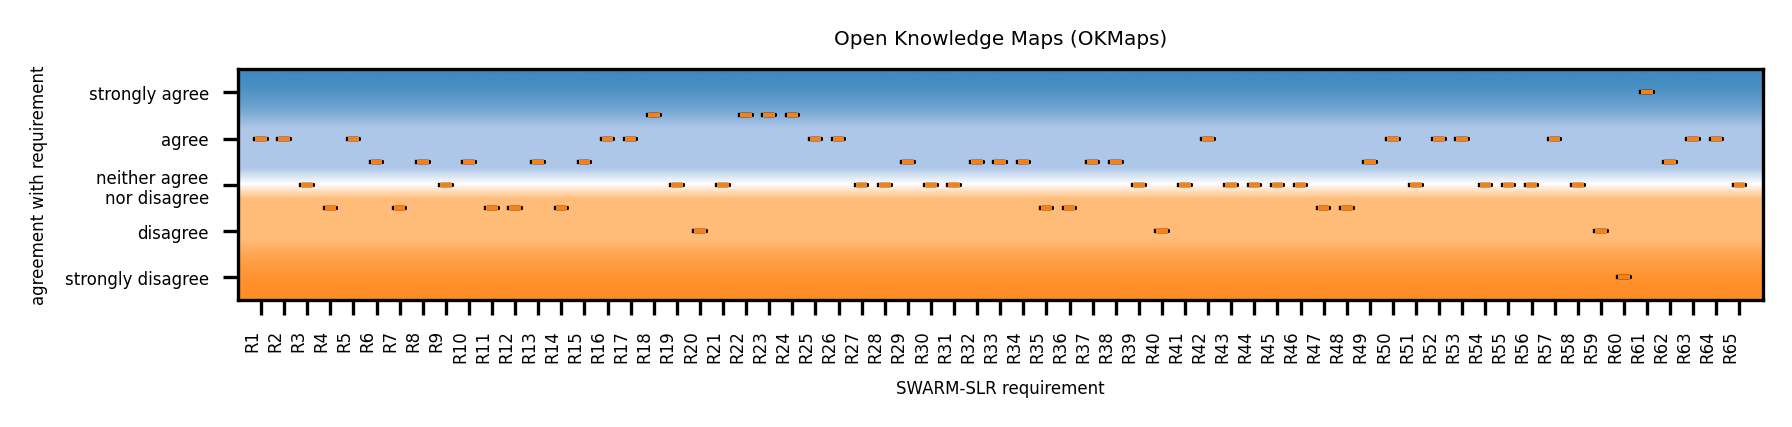 Open Knowledge Maps (OKMaps)
agreement with requirement
strongly agree
agree
neither agree
nor disagree
disagree
strongly disagree
R1 R2 R3 R4 R5 R6 R7 R8 R9 R10 R11 R12 R13 R14 R15 R16 R17 R18 R19 R20 R21 R22 R23 R24 R25 R26 R27 R28 R29 R30 R31 R32 R33 R34 R35 R36 R37 R38 R39 R40 R41 R42 R43 R44 R45 R46 R47 R48 R49 R50 R51 R52 R53 R54 R55 R56 R57 R58 R59 R60 R61 R62 R63 R64 R65
SWARM-SLR requirement